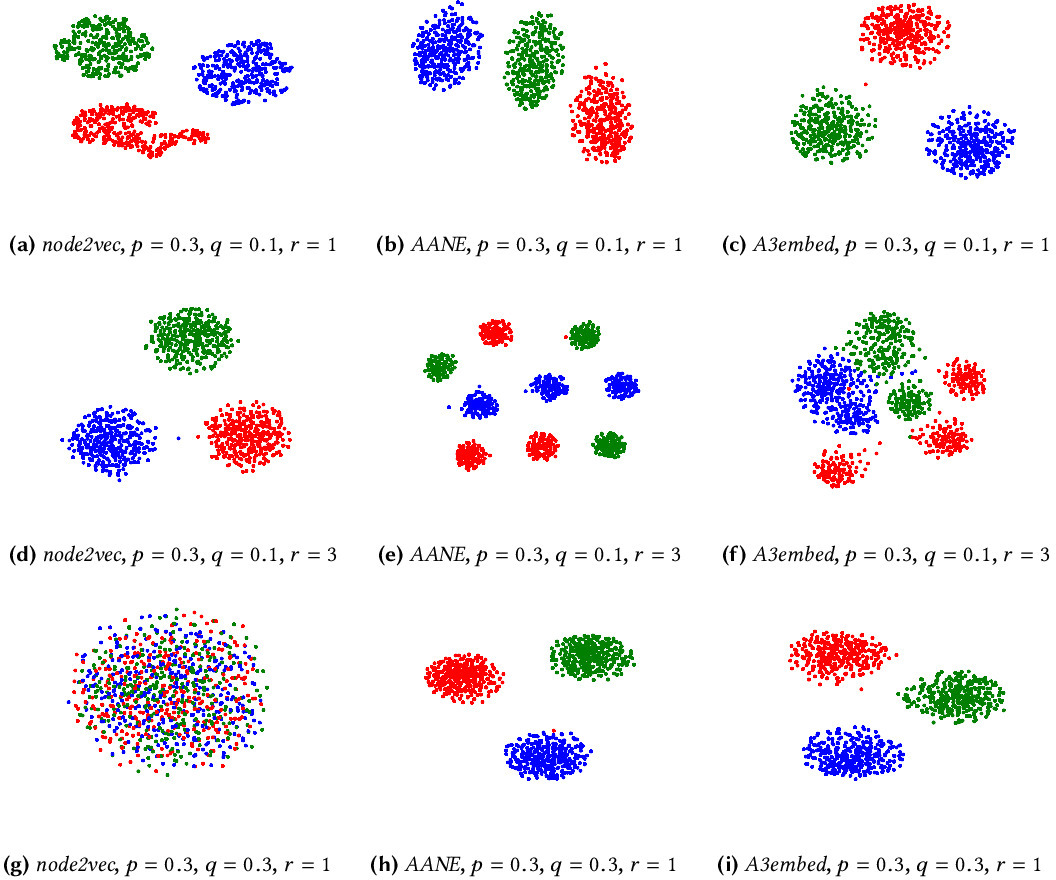 (a) node2vec, p = 0.3, q = 0.1, r = 1
(b) AANE, p = 0.3, q = 0.1, r = 1
(c) A3embed, p = 0.3, q = 0.1, r = 1
(d) node2vec, p = 0.3, q = 0.1, r = 3
(e) AANE, p = 0.3, q = 0.1, r = 3
(f) A3embed, p = 0.3, q = 0.1, r = 3
(g) node2vec, p = 0.3, q = 0.3, r = 1
(h) AANE, p = 0.3, q = 0.3, r = 1
(i) A3embed, p = 0.3, q = 0.3, r = 1